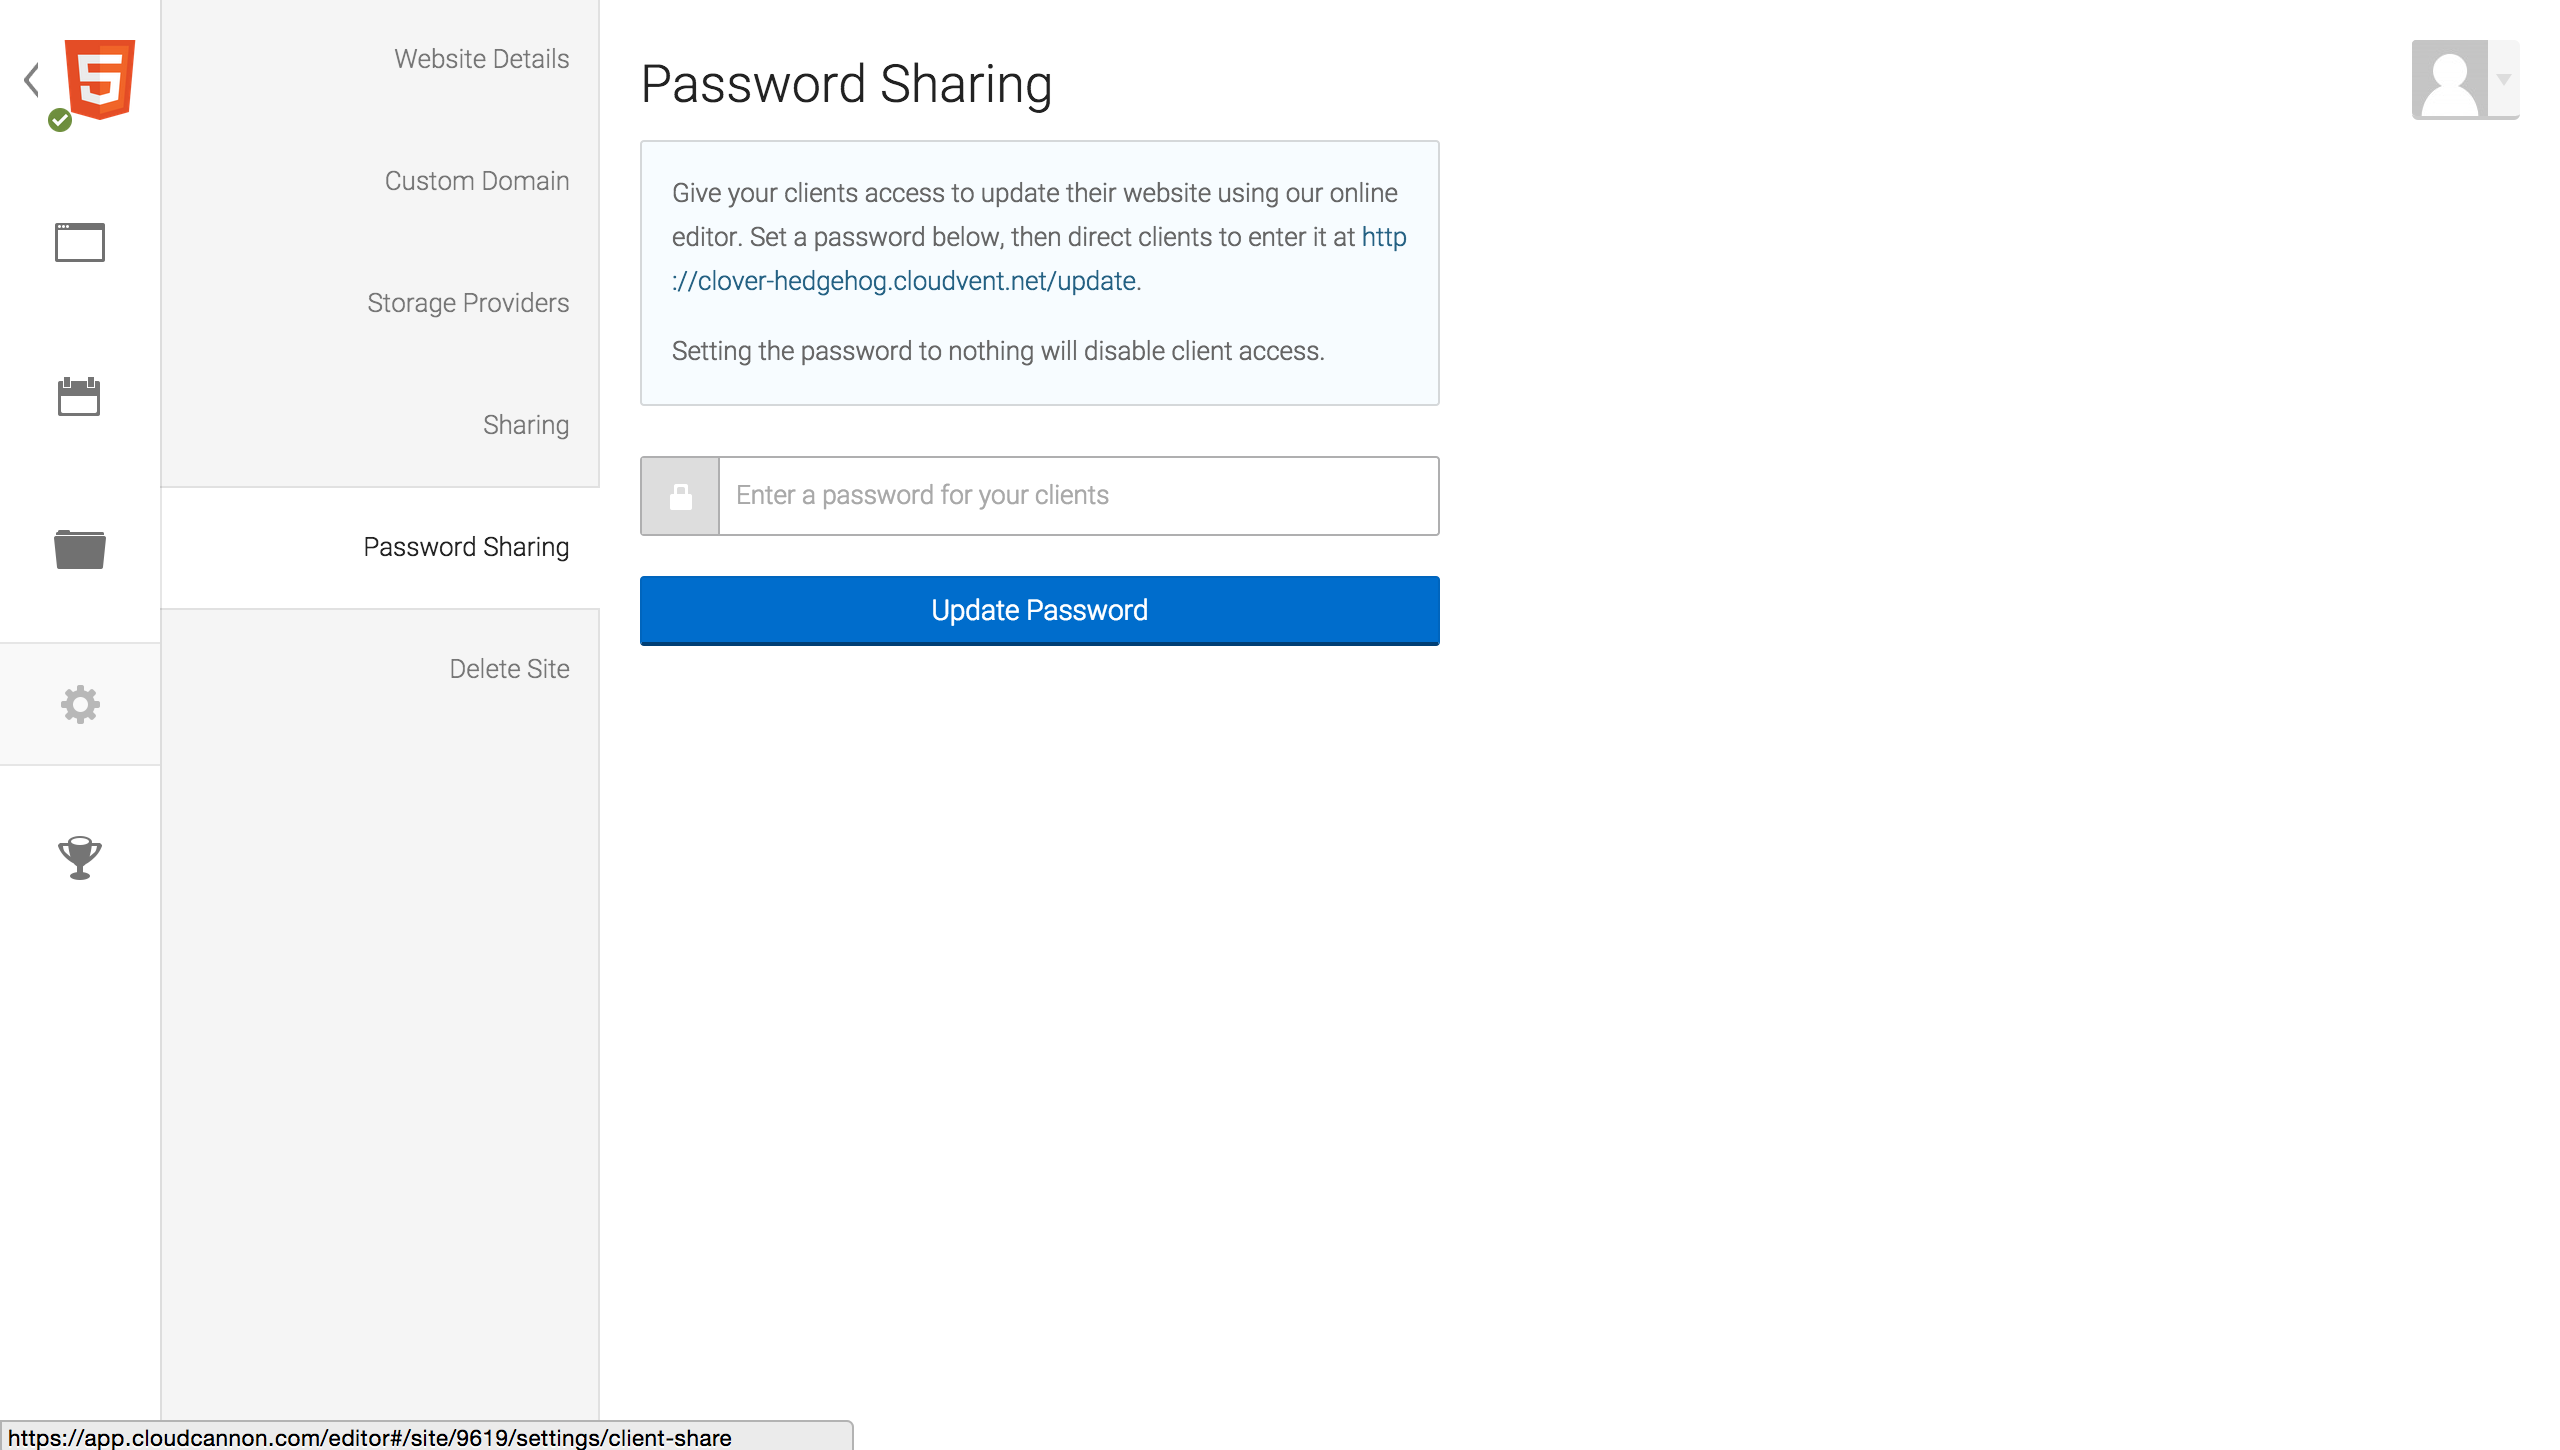 Website Details
Custom Domain
Storage Providers
Sharing
Password Sharing
Delete Site
Password Sharing
Give your clients access to update their website using our online
editor. Set a password below, then direct clients to enter it at http
://clover-hedgehog.cloudvent.net/update.
Setting the password to nothing will disable client access.
Enter a password for your clients
Update Password
https://app.cloudcannon.com/editor#/site/9619/settings/client-share